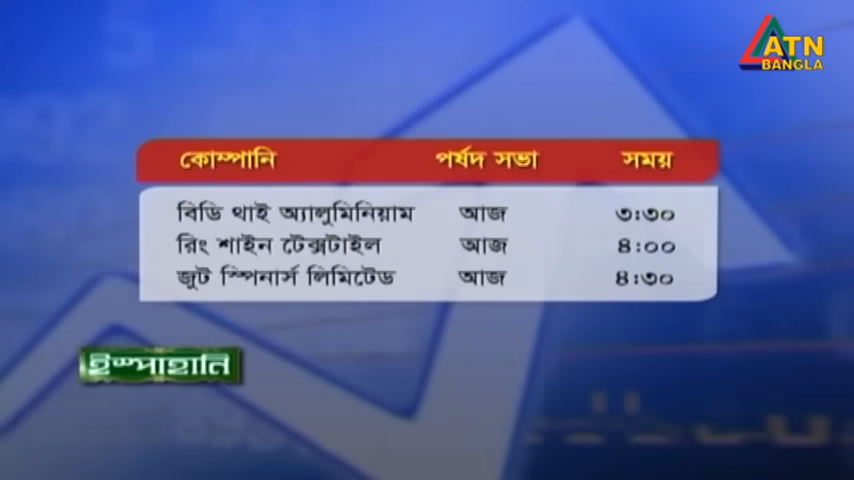 ATN
BANGLA
কোম্পানি পর্ষদ সভা সময়
বিডি থাই অ্যালুমিনিয়াম আজ ৩:৩০
রিং শাইন টেক্সটাইল আজ ৪:০০
জুট স্পিনার্স লিমিটেড আজ ৪:৩০
ইস্পাহানি